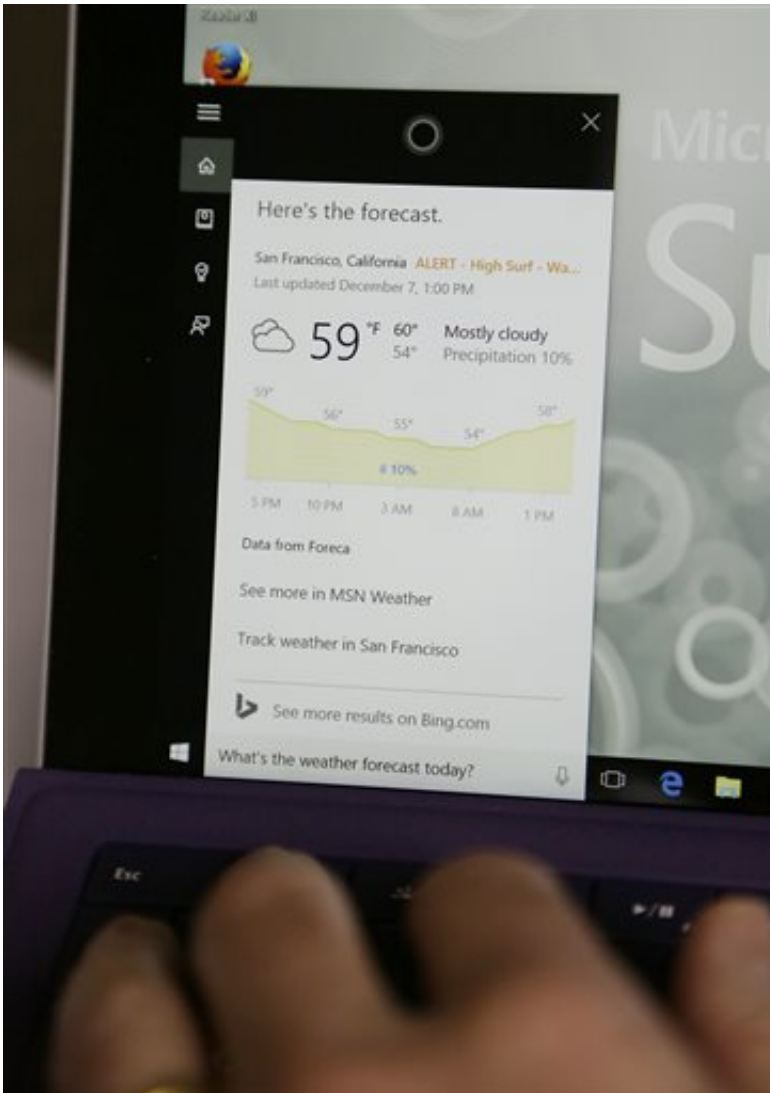 Here's the forecast.
San Francisco, California ALERT - High Surf - Wa...
Last updated December 7, 1:00 PM
59 °F 60° Mostly cloudy
54° Precipitation 10%
59° 56° 55° 54° 58°
10%
5 PM 10 PM 3 AM 8 AM 1 PM
Data from Foreca
See more in MSN Weather
Track weather in San Francisco
See more results on Bing.com
What's the weather forecast today?
Micr
Su
Esc